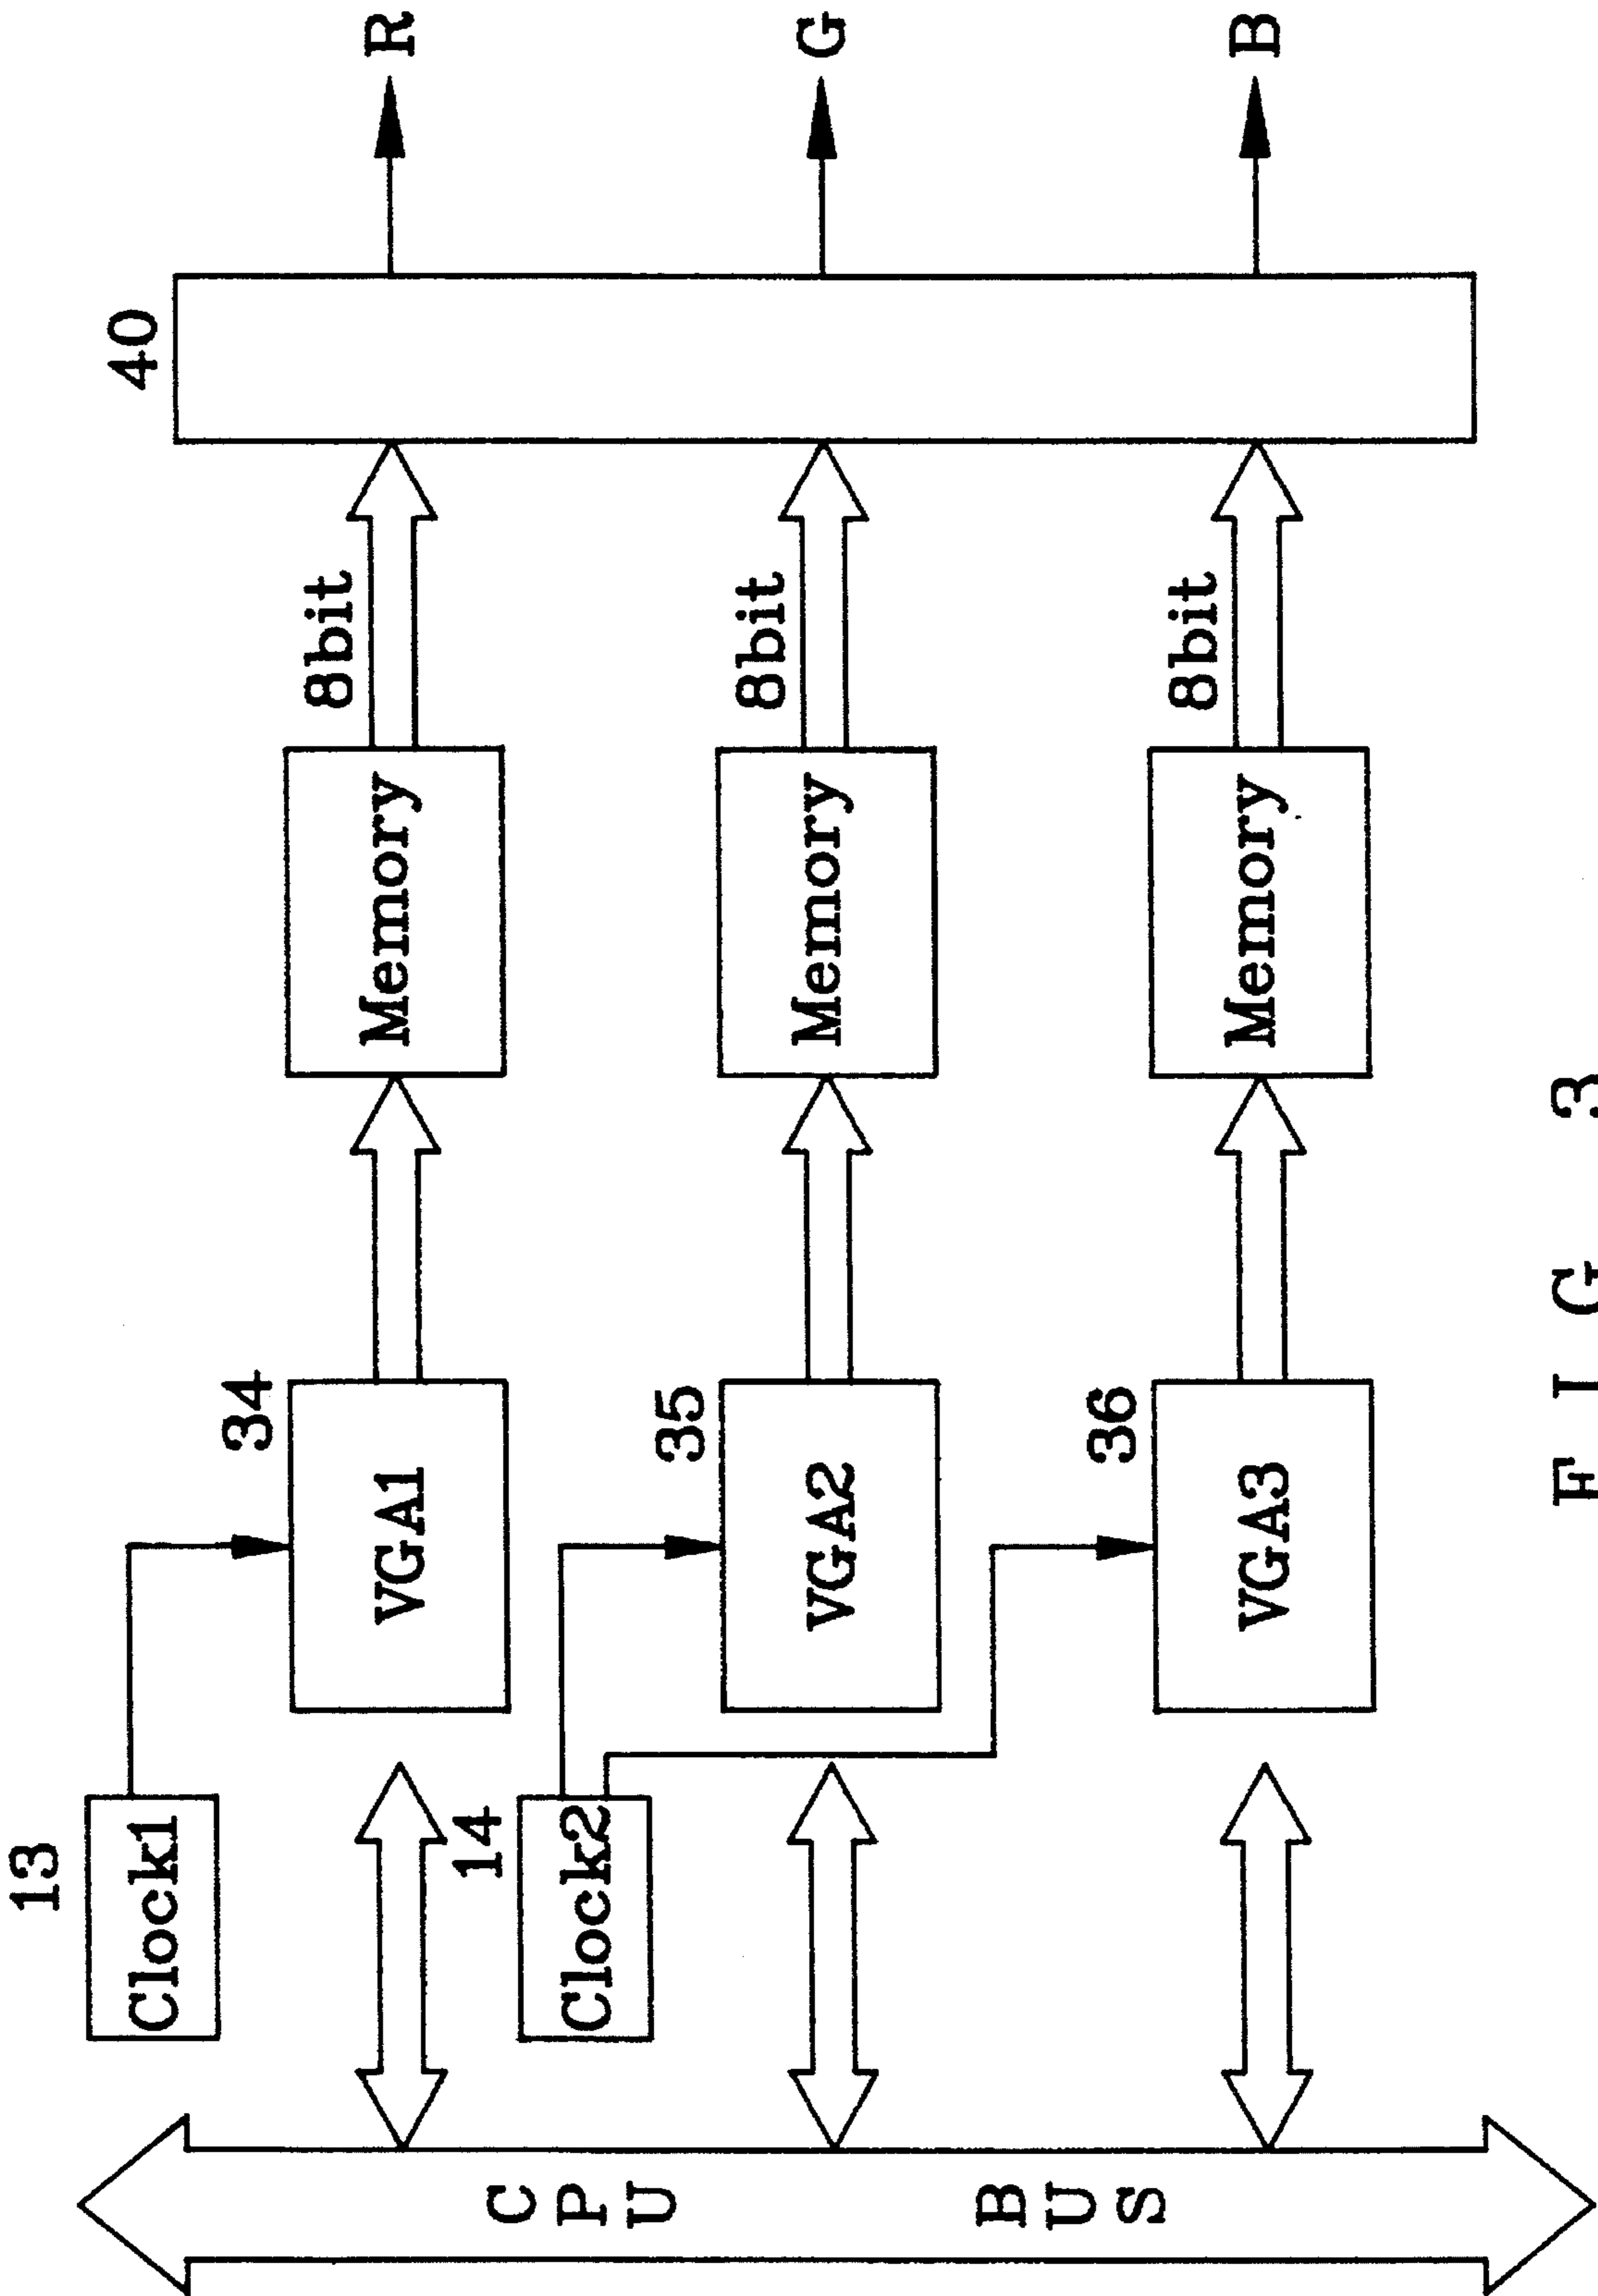 13
Clock1
34
VGA1
Memory
8bit
40
R
14
Clock2
35
VGA2
Memory
8bit
G
36
VGA3
Memory
8bit
B
CPU BUS
FIG 3